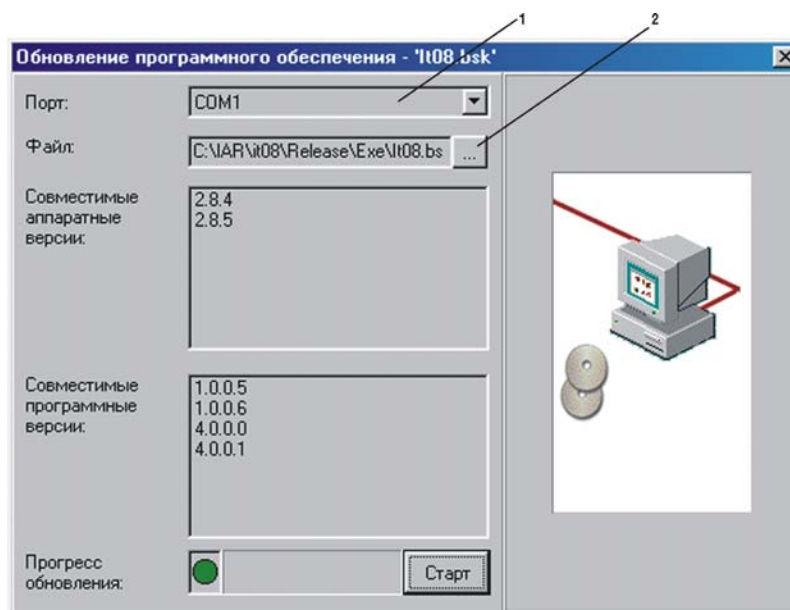 1
2
Обновление программного обеспечения - 'It08.bsk'
Порт:
COM1
Файл:
C:\IAR\it08\Release\Exe\It08.bs
...
Совместимые
аппаратные
версии:
2.8.4
2.8.5
Совместимые
программные
версии:
1.0.0.5
1.0.0.6
4.0.0.0
4.0.0.1
Прогресс
обновления:
Старт